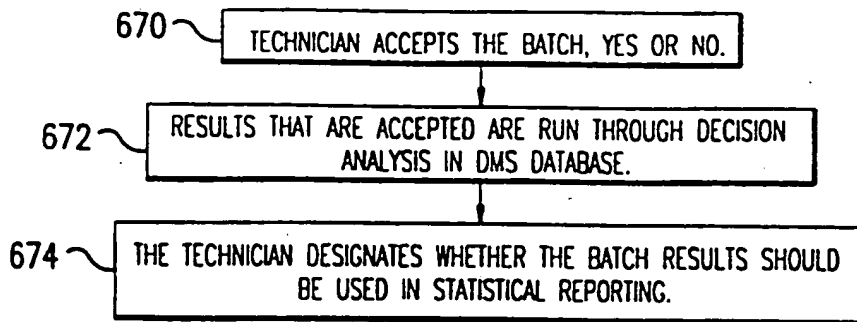 670
TECHNICIAN ACCEPTS THE BATCH, YES OR NO.
672
RESULTS THAT ARE ACCEPTED ARE RUN THROUGH DECISION
ANALYSIS IN DMS DATABASE.
674
THE TECHNICIAN DESIGNATES WHETHER THE BATCH RESULTS SHOULD
BE USED IN STATISTICAL REPORTING.